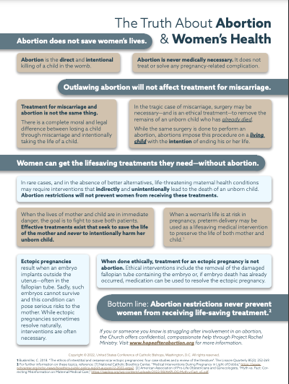 The Truth About Abortion
& Women's Health
Abortion does not save women's lives.
Abortion is the direct and intentional
killing of a child in the womb.
Abortion is never medically necessary. It does not
treat or solve any pregnancy-related complication.
Outlawing abortion will not affect treatment for miscarriage.
Treatment for miscarriage and
abortion is not the same thing.
There is a complete moral and legal
difference between losing a child
through miscarriage and intentionally
taking the life of a child.
In the tragic case of miscarriage, surgery may be
necessary—and is an ethical treatment—to remove the
remains of an unborn child who has already died.
While the same surgery is done to perform an
abortion, abortions impose this procedure on a living
child with the intention of ending his or her life.
Women can get the lifesaving treatments they need—without abortion.
In rare cases, and in the absence of better alternatives, life-threatening maternal health conditions
may require interventions that indirectly and unintentionally lead to the death of an unborn child.
Abortion restrictions will not prevent women from receiving these treatments.
When the lives of mother and child are in immediate
danger, the goal is to fight to save both patients.
Effective treatments exist that seek to save the life
of the mother and never to intentionally harm her
unborn child.
When a woman's life is at risk in
pregnancy, preterm delivery may be
used as a lifesaving medical intervention
to preserve the life of both mother and
child.
Ectopic pregnancies
result when an embryo
implants outside the
uterus—often in the
fallopian tube. Sadly, such
embryos cannot survive
and this condition can
pose serious risks to the
mother. While ectopic
pregnancies sometimes
resolve naturally,
interventions are often
necessary.
When done ethically, treatment for an ectopic pregnancy is not
abortion. Ethical interventions include the removal of the damaged
fallopian tube containing the embryo or, if embryo death has already
occurred, medication can be used to resolve the ectopic pregnancy.
Bottom line: Abortion restrictions never prevent
women from receiving lifesaving treatment.
If you or someone you know is struggling after involvement in an abortion,
the Church offers confidential, compassionate help through Project Rachel
Ministry. Visit www.hopeafterabortion.org for more information.